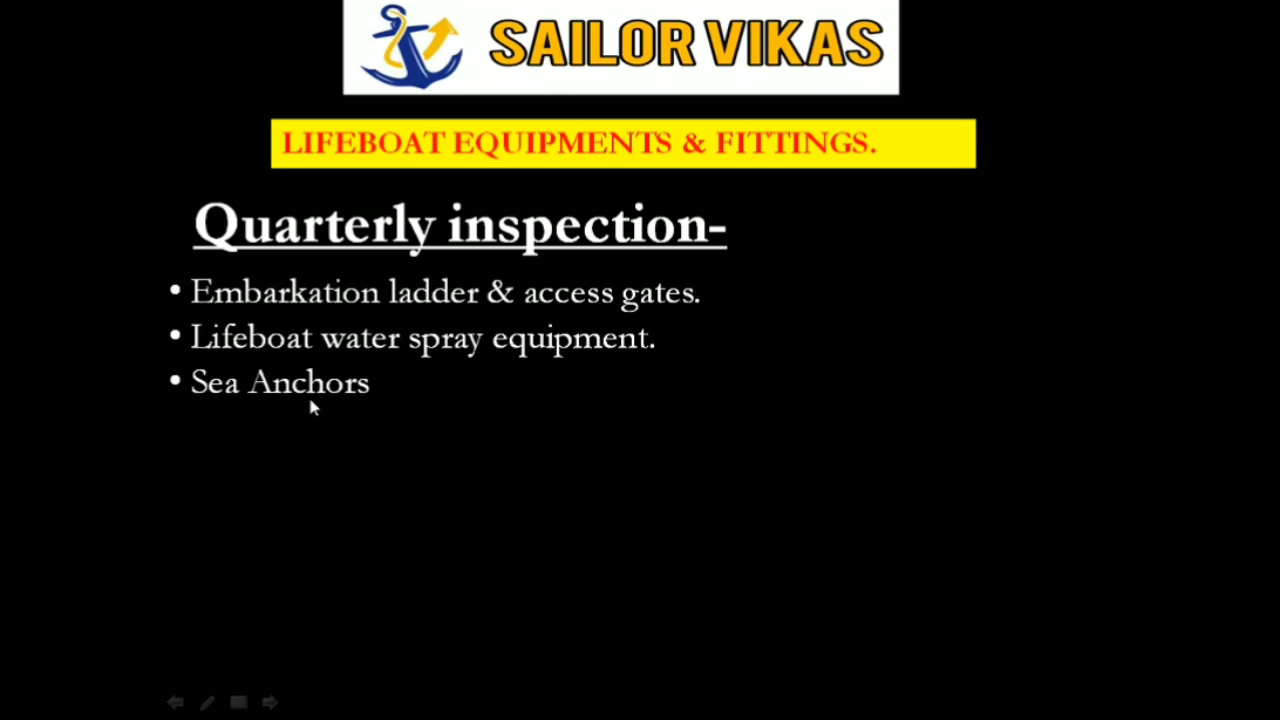 SAILOR VIKAS
LIFEBOAT EQUIPMENTS & FITTINGS.
Quarterly inspection-
• Embarkation ladder & access gates.
• Lifeboat water spray equipment.
• Sea Anchors